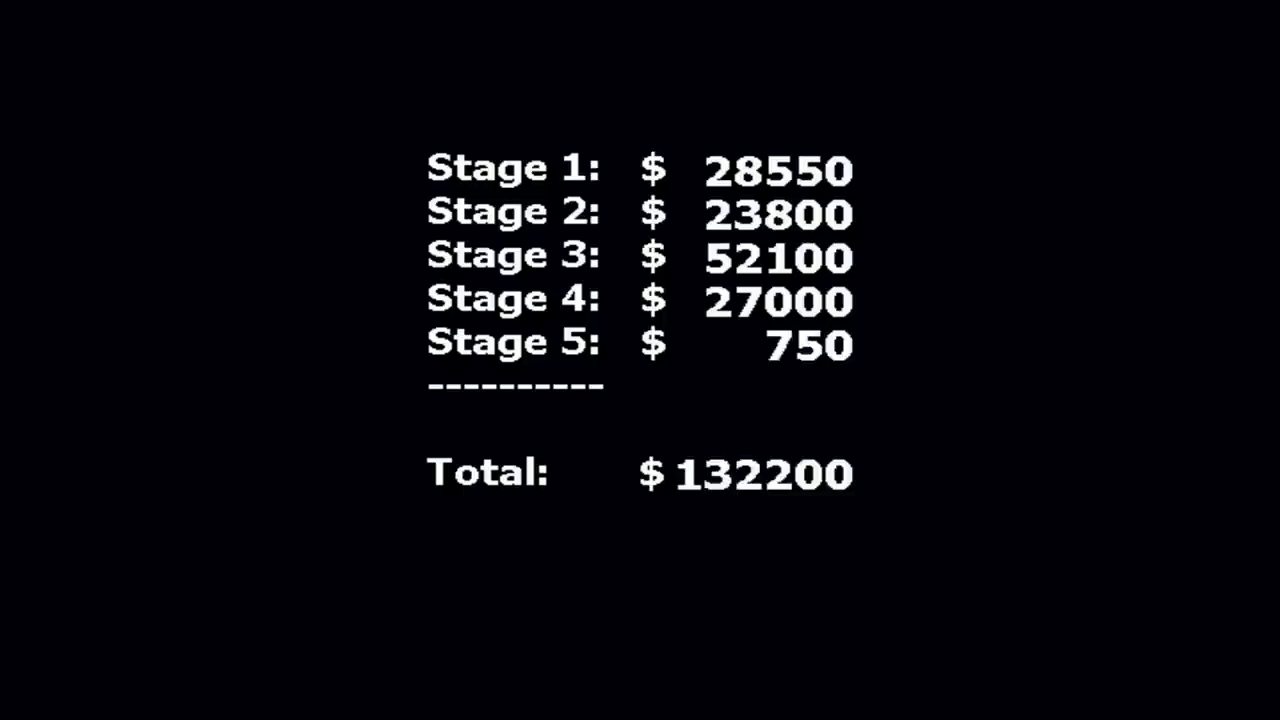 Stage 1: $ 28550
Stage 2: $ 23800
Stage 3: $ 52100
Stage 4: $ 27000
Stage 5: $ 750
----------
Total: $ 132200